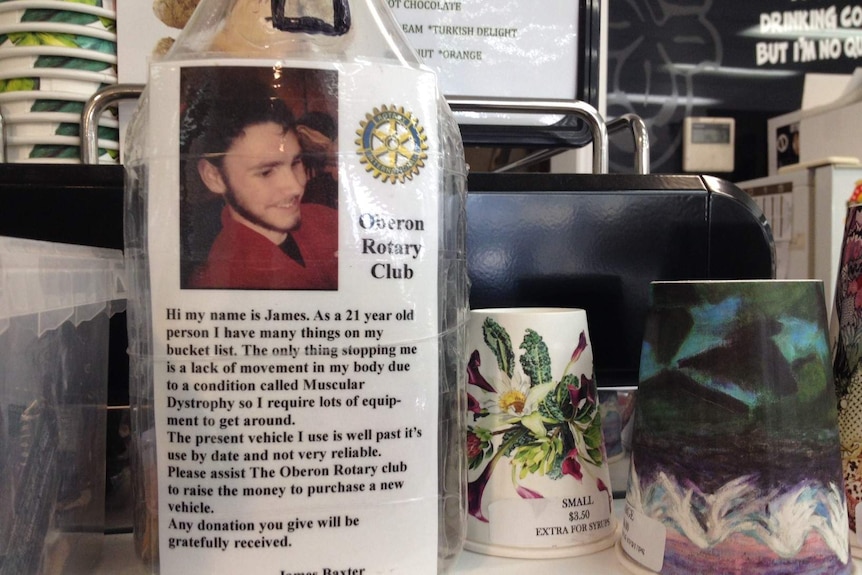 OT CHOCOLATE
EAM *TURKISH DELIGHT
NUT *ORANGE
DRINKING CO
BUT I'M NO Q
Oberon
Rotary
Club
Hi my name is James. As a 21 year old
person I have many things on my
bucket list. The only thing stopping me
is a lack of movement in my body due
to a condition called Muscular
Dystrophy so I require lots of equip-
ment to get around.
The present vehicle I use is well past it's
use by date and not very reliable.
Please assist The Oberon Rotary club
to raise the money to purchase a new
vehicle.
Any donation you give will be
gratefully received.
James Baxter
SMALL
$3.50
EXTRA FOR SYRUPS